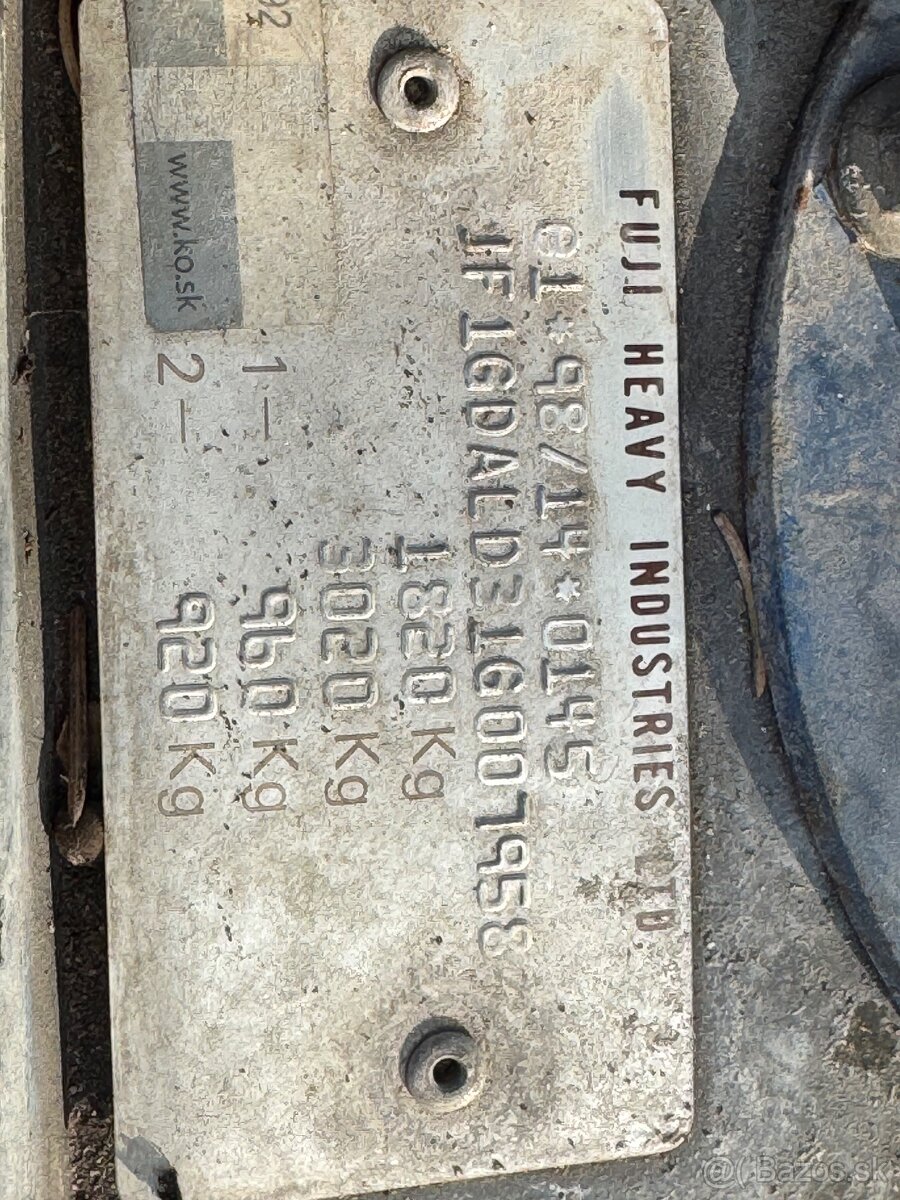 FUJI HEAVY INDUSTRIES LTD.
e1*98/14*0145
JF1GDALD31G007958
1820 Kg
3020 Kg
1– 960 Kg
2– 920 Kg
92
www.ko.sk
Bazos.sk